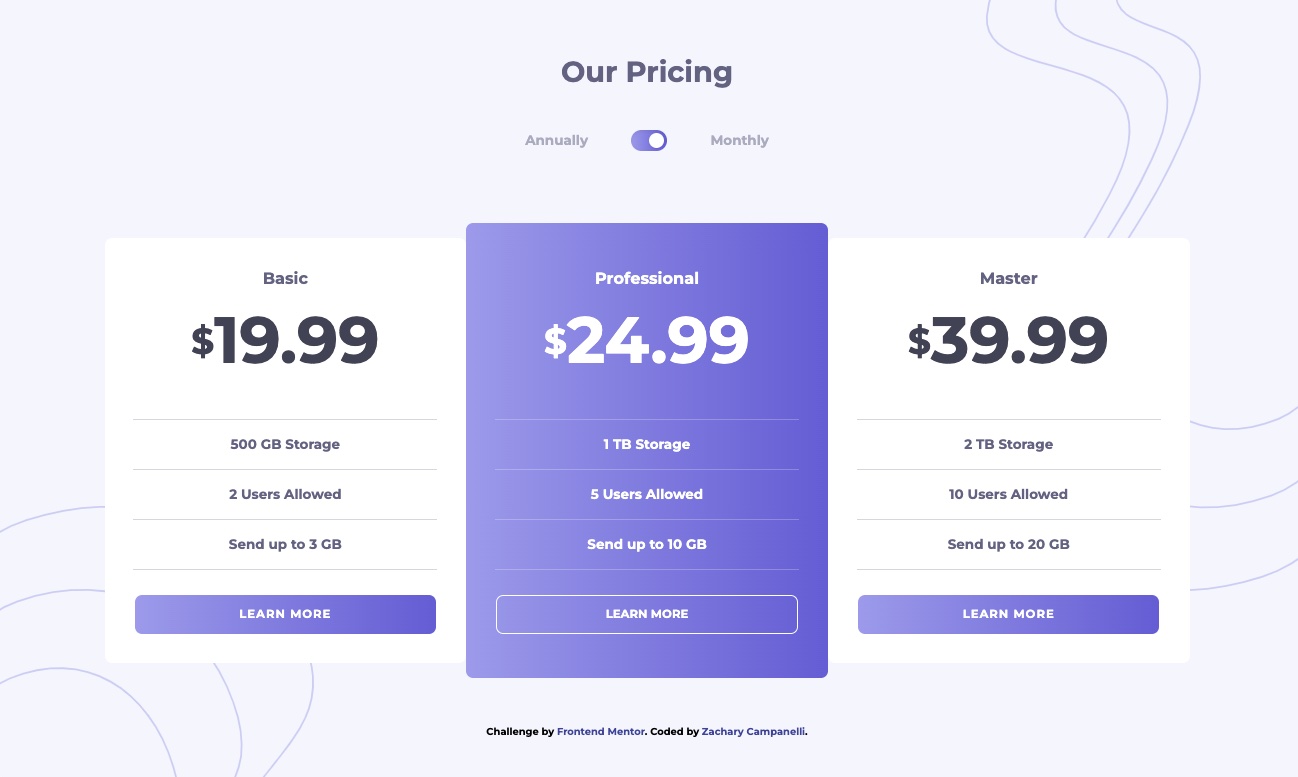 Our Pricing
Annually Monthly
Basic
$19.99
500 GB Storage
2 Users Allowed
Send up to 3 GB
LEARN MORE
Professional
$24.99
1 TB Storage
5 Users Allowed
Send up to 10 GB
LEARN MORE
Master
$39.99
2 TB Storage
10 Users Allowed
Send up to 20 GB
LEARN MORE
Challenge by Frontend Mentor. Coded by Zachary Campanelli.